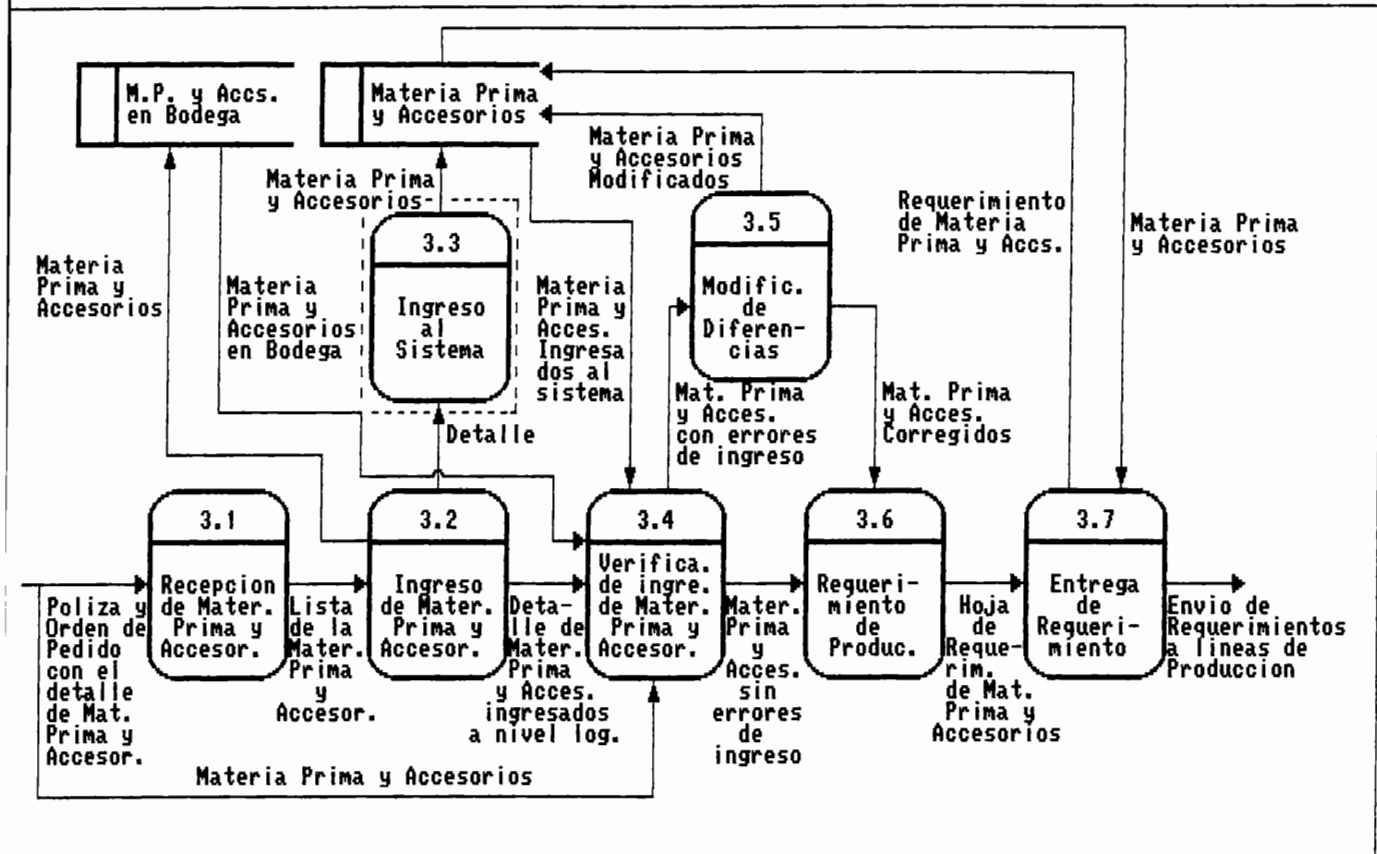 M.P. y Accs.
en Bodega
Materia Prima
y Accesorios
Materia Prima
y Accesorios
Modificados
Materia Prima
y Accesorios
3.3
Ingreso
al
Sistema
3.5
Modific.
de
Diferen-
cias
Requerimiento
de Materia
Prima y Accs.
Materia Prima
y Accesorios
Materia
Prima y
Accesorios
Materia
Prima y
Accesorios
en Bodega
Materia
Prima y
Acces.
Ingresa
dos al
sistema
Detalle
Mat. Prima
y Acces.
con errores
de ingreso
Mat. Prima
y Acces.
Corregidos
3.1
Recepcion
de Mater.
Prima y
Accesor.
3.2
Ingreso
de Mater.
Prima y
Accesor.
3.4
Verifica.
de ingre.
de Mater.
Prima y
Accesor.
3.6
Requeri-
miento
de
Produc.
3.7
Entrega
de
Requeri-
miento
Poliza y
Orden de
Pedido
con el
detalle
de Mat.
Prima y
Accesor.
Lista
de la
Mater.
Prima
y
Accesor.
Deta-
lle de
Mater.
Prima
y Acces.
ingresados
a nivel log.
Mater.
Prima
y
Acces.
sin
errores
de
ingreso
Hoja
de
Reque-
rim.
de Mat.
Prima y
Accesorios
Envio de
Requerimientos
a lineas de
Produccion
Materia Prima y Accesorios